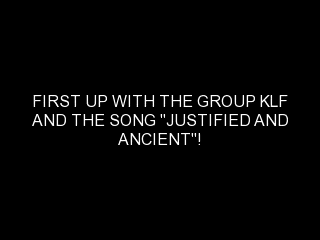 FIRST UP WITH THE GROUP KLF
AND THE SONG "JUSTIFIED AND
ANCIENT"!